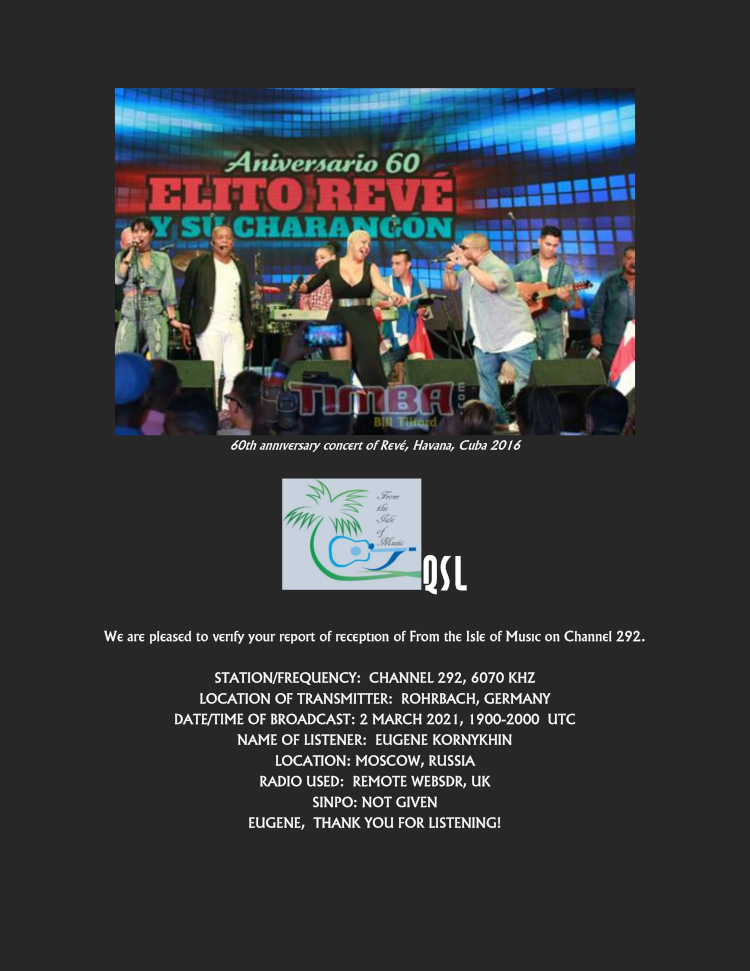 Aniversario 60
ELITO REVÉ
Y SU CHARANGÓN
TIMBA.com
Bill Tilford
60th anniversary concert of Revé, Havana, Cuba 2016
From
the
Isle
of
Music
QSL
We are pleased to verify your report of reception of From the Isle of Music on Channel 292.
STATION/FREQUENCY: CHANNEL 292, 6070 KHZ
LOCATION OF TRANSMITTER: ROHRBACH, GERMANY
DATE/TIME OF BROADCAST: 2 MARCH 2021, 1900-2000 UTC
NAME OF LISTENER: EUGENE KORNYKHIN
LOCATION: MOSCOW, RUSSIA
RADIO USED: REMOTE WEBSDR, UK
SINPO: NOT GIVEN
EUGENE, THANK YOU FOR LISTENING!